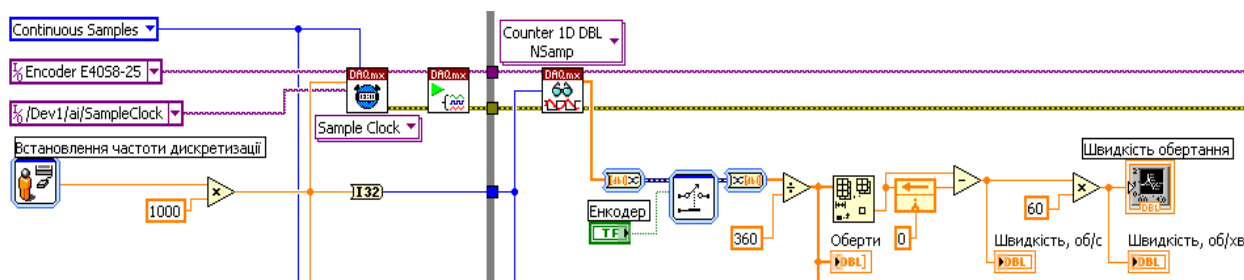 Continuous Samples
Encoder E40S8-25
/Dev1/ai/SampleClock
DAQmx
DAQmx
Sample Clock
Встановлення частоти дискретизації
1000
I32
Counter 1D DBL
NSamp
DAQmx
Енкодер
TF
360
Оберти
DBL
0
Швидкість, об/с
DBL
60
Швидкість обертання
DBL
Швидкість, об/хв
DBL